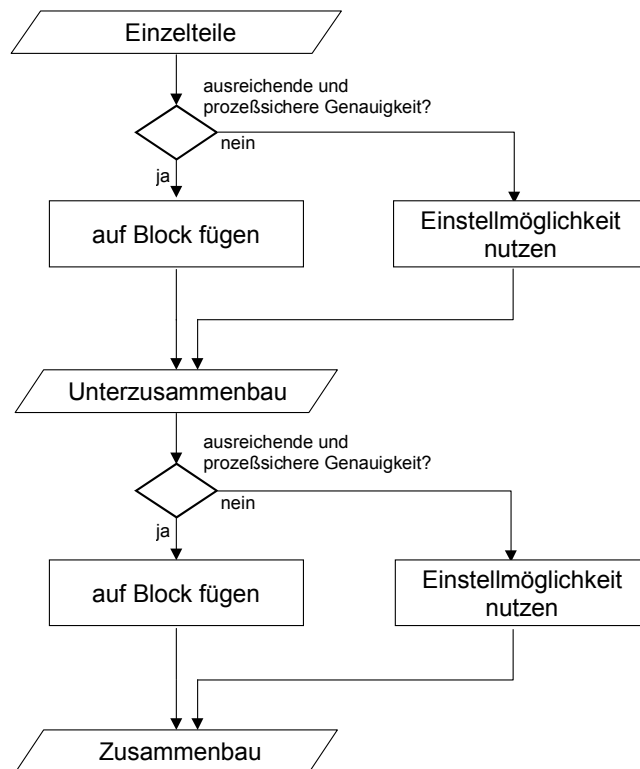 Einzelteile
ausreichende und
prozeßsichere Genauigkeit?
nein
ja
auf Block fügen
Einstellmöglichkeit
nutzen
Unterzusammenbau
ausreichende und
prozeßsichere Genauigkeit?
nein
ja
auf Block fügen
Einstellmöglichkeit
nutzen
Zusammenbau